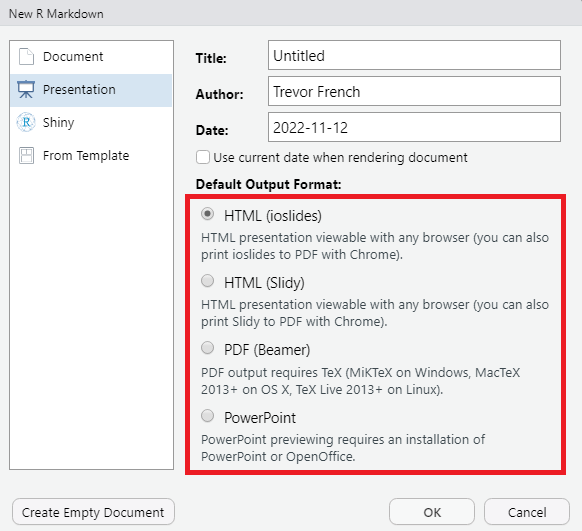 New R Markdown
Document
Presentation
Shiny
From Template
Title: Untitled
Author: Trevor French
Date: 2022-11-12
Use current date when rendering document
Default Output Format:
HTML (ioslides)
HTML presentation viewable with any browser (you can also
print ioslides to PDF with Chrome).
HTML (Slidy)
HTML presentation viewable with any browser (you can also
print Slidy to PDF with Chrome).
PDF (Beamer)
PDF output requires TeX (MiKTeX on Windows, MacTeX
2013+ on OS X, TeX Live 2013+ on Linux).
PowerPoint
PowerPoint previewing requires an installation of
PowerPoint or OpenOffice.
Create Empty Document
OK
Cancel